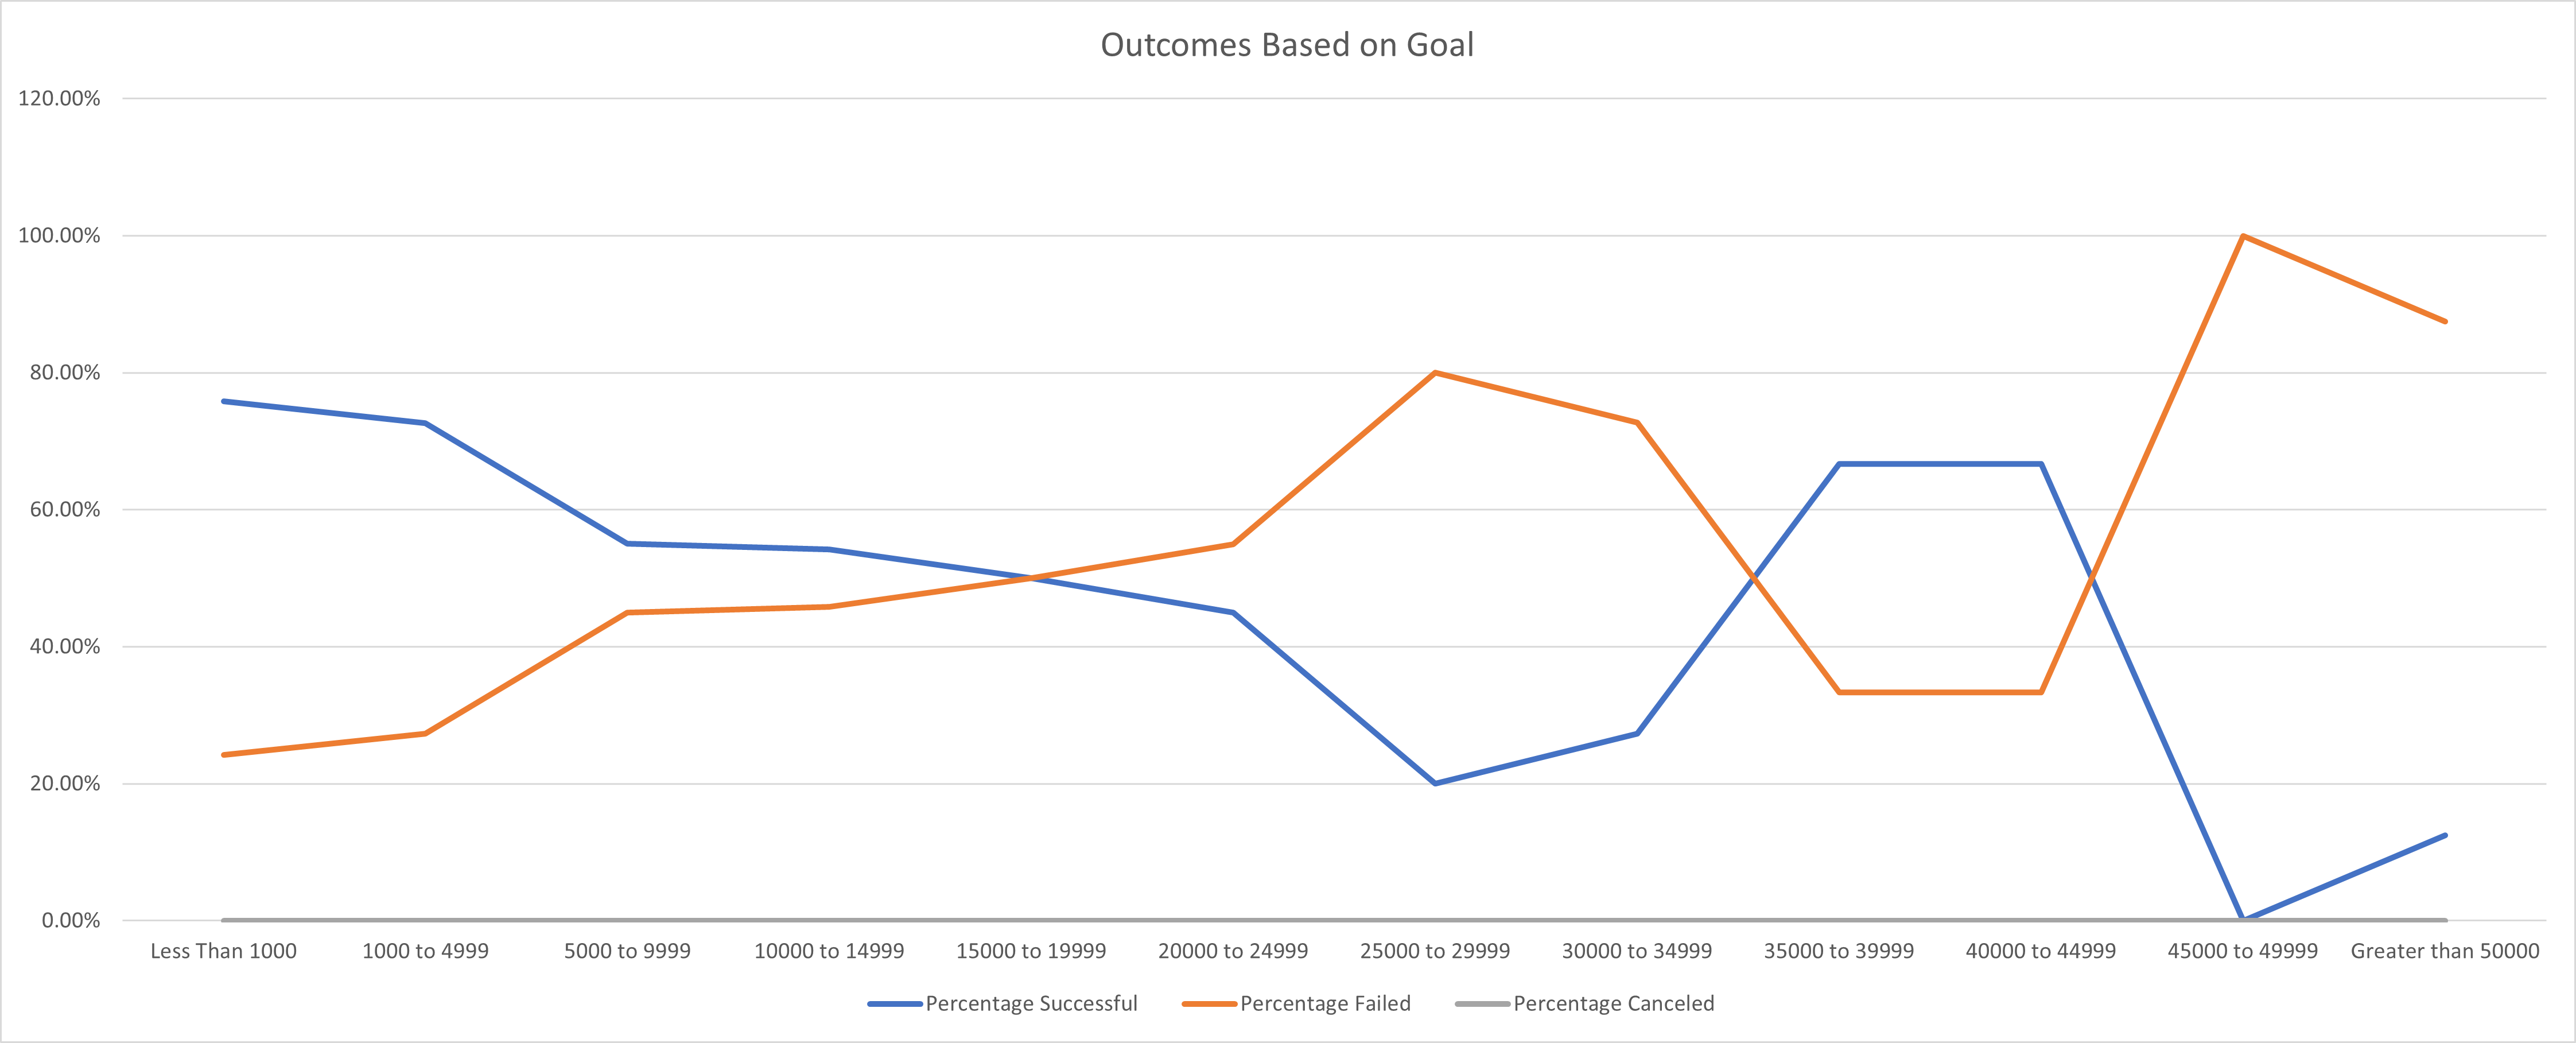 Outcomes Based on Goal
120.00%
100.00%
80.00%
60.00%
40.00%
20.00%
0.00%
Less Than 1000 1000 to 4999 5000 to 9999 10000 to 14999 15000 to 19999 20000 to 24999 25000 to 29999 30000 to 34999 35000 to 39999 40000 to 44999 45000 to 49999 Greater than 50000
Percentage Successful Percentage Failed Percentage Canceled